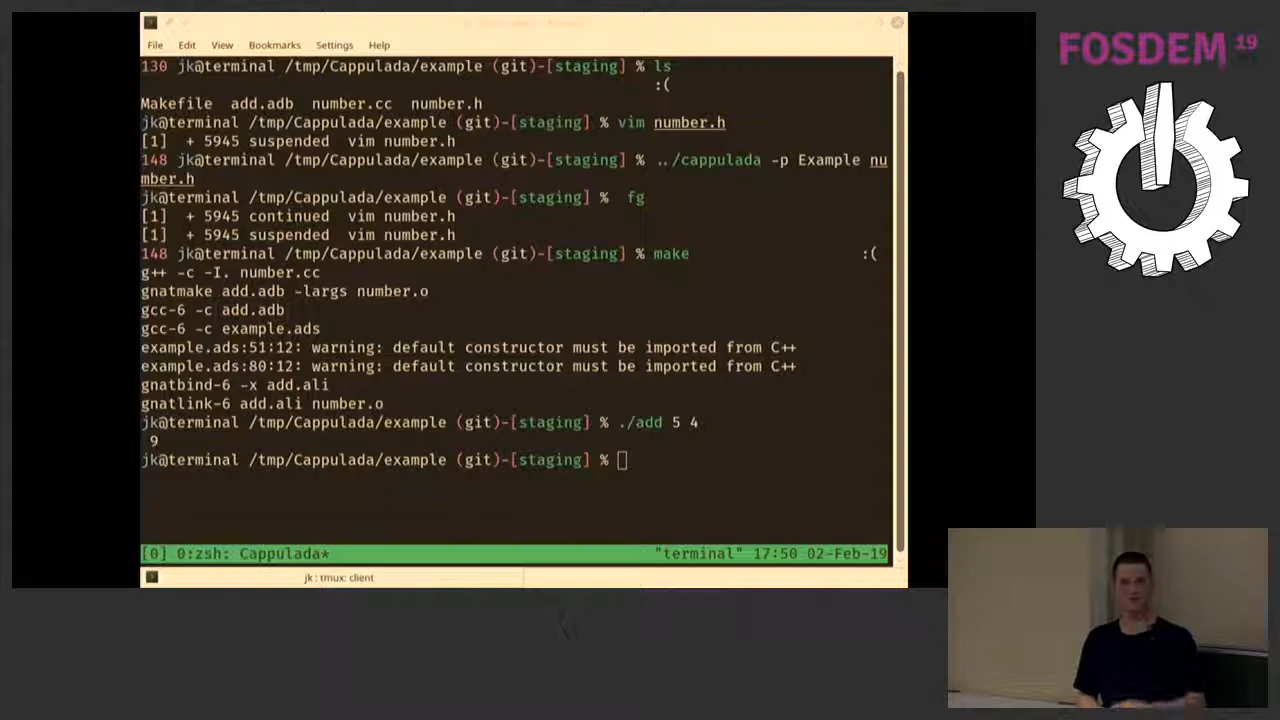 FOSDEM 19
File Edit View Bookmarks Settings Help
130 jk@terminal /tmp/Cappulada/example (git)-[staging] % ls
:(
Makefile add.adb number.cc number.h
jk@terminal /tmp/Cappulada/example (git)-[staging] % vim number.h
[1] + 5945 suspended vim number.h
148 jk@terminal /tmp/Cappulada/example (git)-[staging] % ../cappulada -p Example nu
mber.h
jk@terminal /tmp/Cappulada/example (git)-[staging] % fg
[1] + 5945 continued vim number.h
[1] + 5945 suspended vim number.h
148 jk@terminal /tmp/Cappulada/example (git)-[staging] % make :(
g++ -c -I. number.cc
gnatmake add.adb -largs number.o
gcc-6 -c add.adb
gcc-6 -c example.ads
example.ads:51:12: warning: default constructor must be imported from C++
example.ads:80:12: warning: default constructor must be imported from C++
gnatbind-6 -x add.ali
gnatlink-6 add.ali number.o
jk@terminal /tmp/Cappulada/example (git)-[staging] % ./add 5 4
9
jk@terminal /tmp/Cappulada/example (git)-[staging] %
[0] 0:zsh: Cappulada* "terminal" 17:50 02-Feb-19
jk : tmux: client